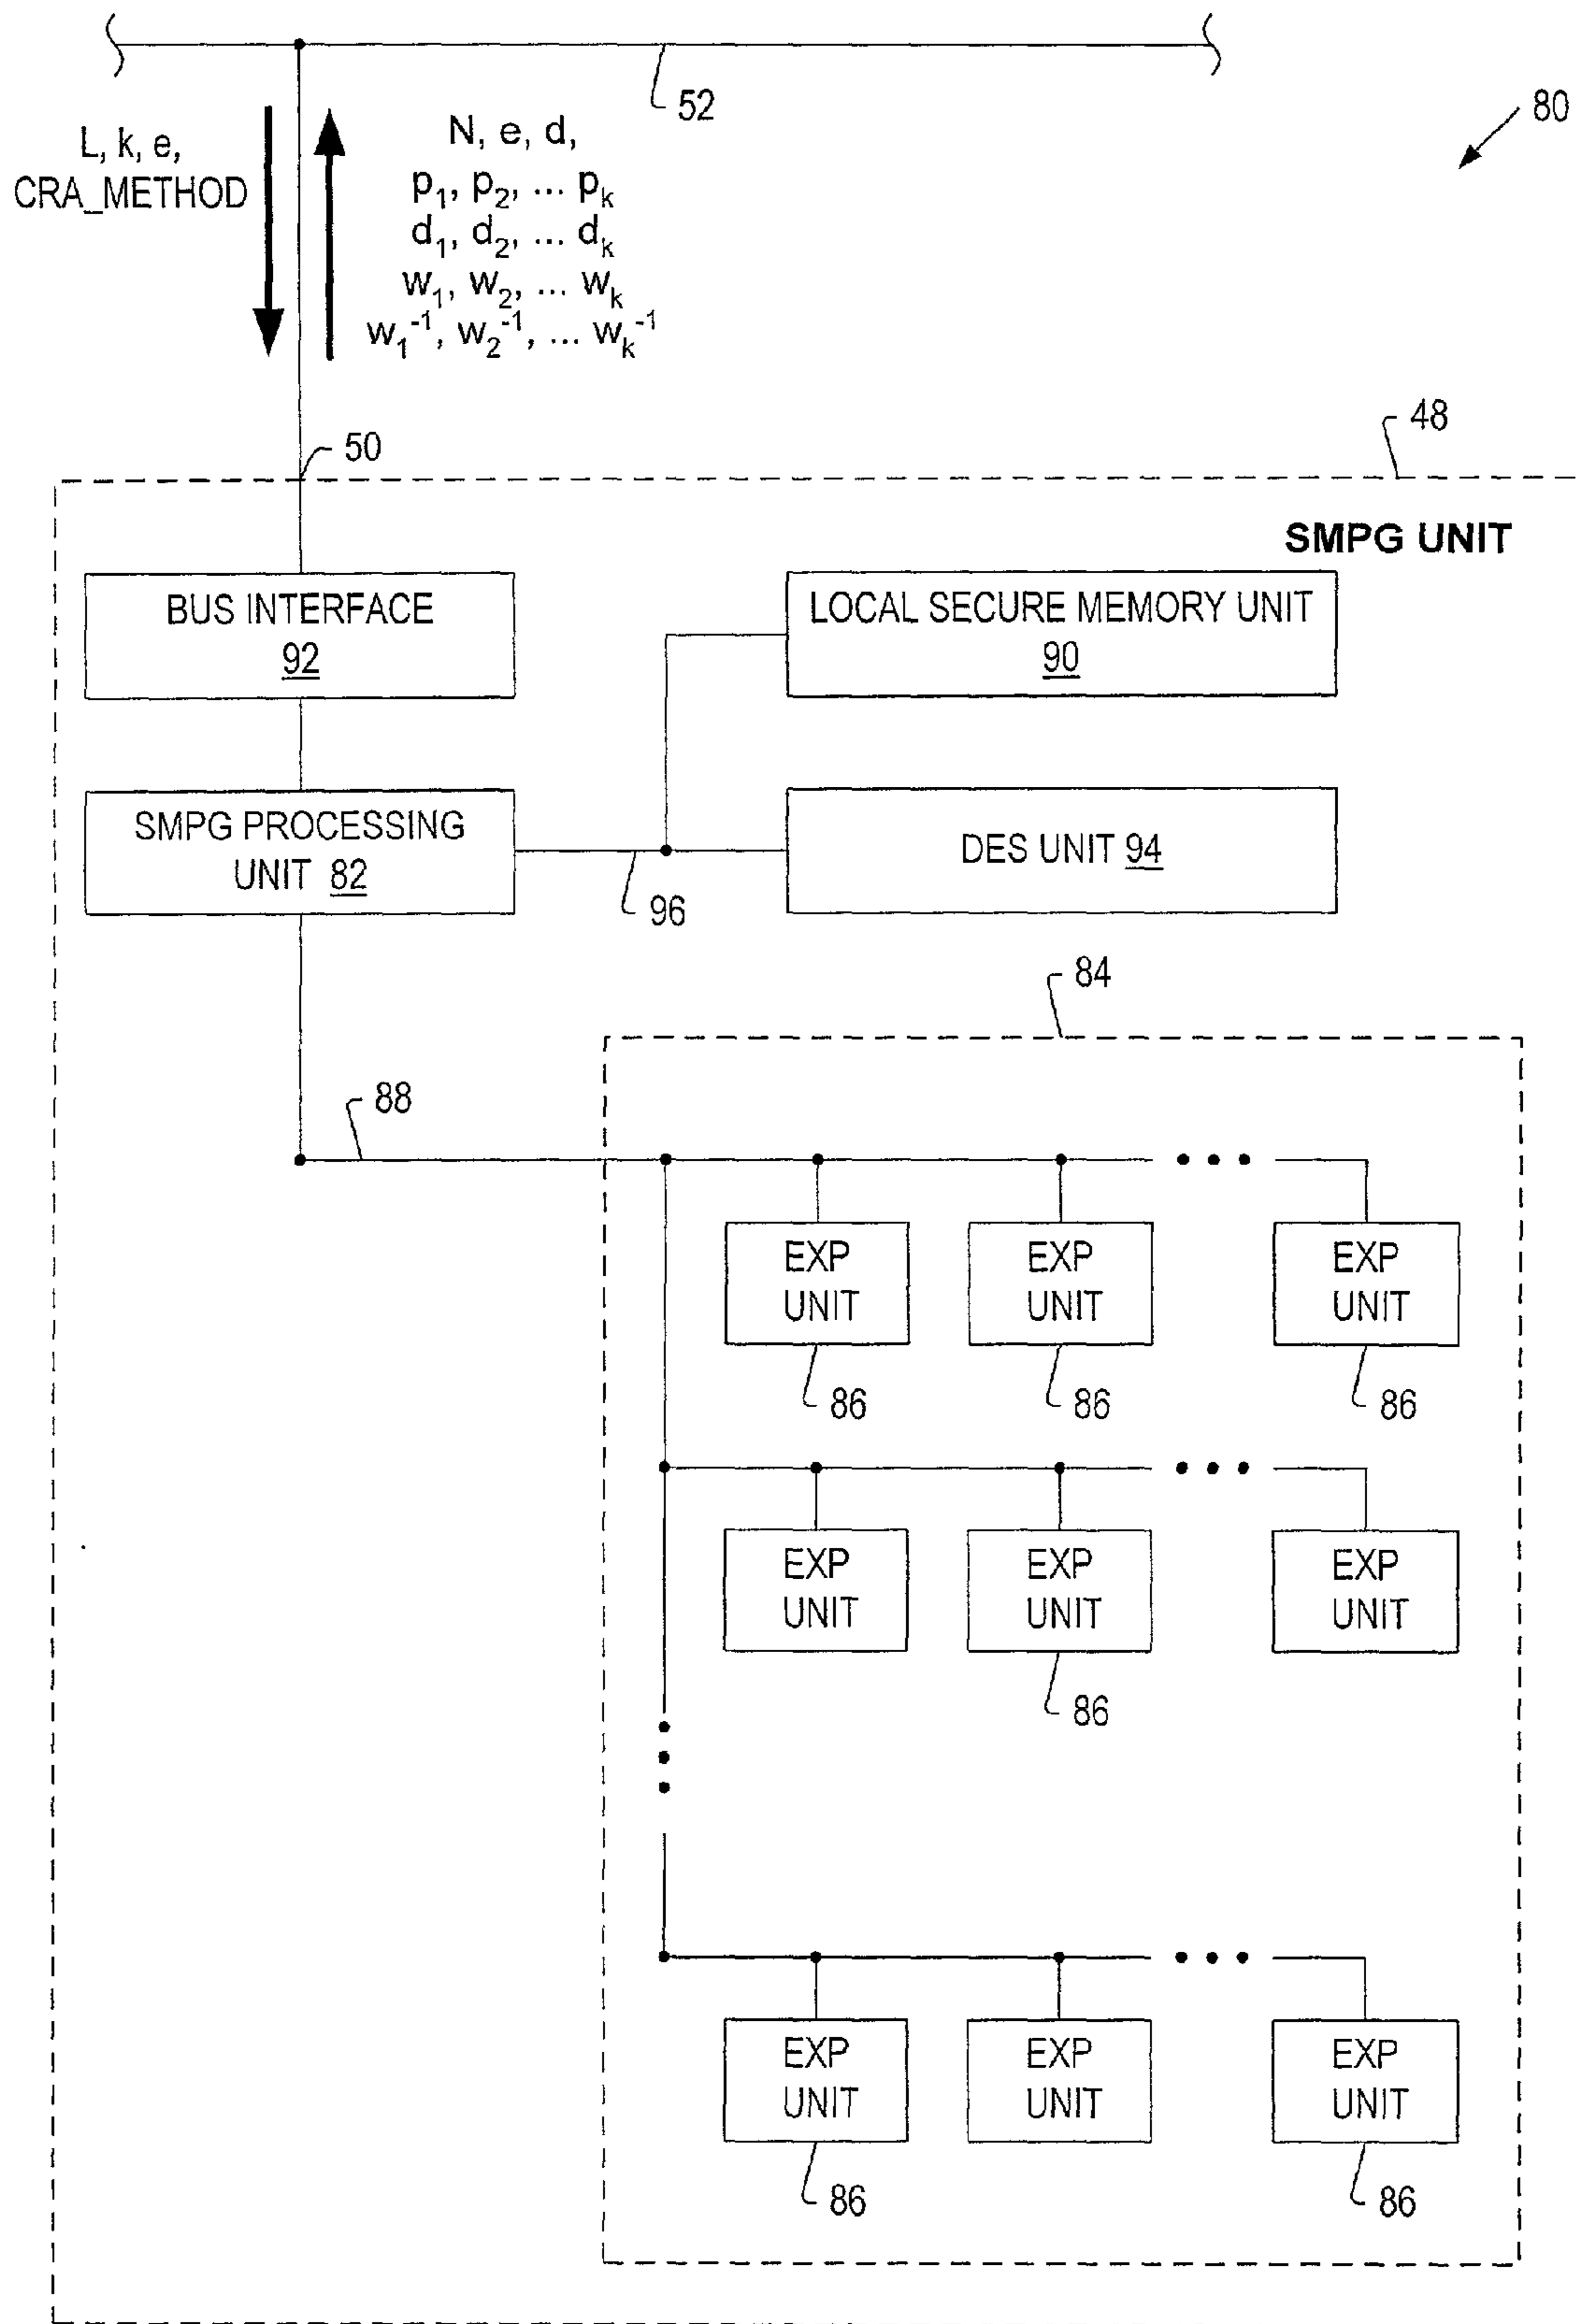 52
80
L, k, e,
CRA_METHOD
N, e, d,
p₁, p₂, ... pₖ
d₁, d₂, ... dₖ
w₁, w₂, ... wₖ
w₁⁻¹, w₂⁻¹, ... wₖ⁻¹
50
48
SMPG UNIT
BUS INTERFACE
92
LOCAL SECURE MEMORY UNIT
90
SMPG PROCESSING
UNIT 82
DES UNIT 94
96
84
88
EXP
UNIT
EXP
UNIT
EXP
UNIT
86
86
86
EXP
UNIT
EXP
UNIT
EXP
UNIT
86
EXP
UNIT
EXP
UNIT
EXP
UNIT
86
86